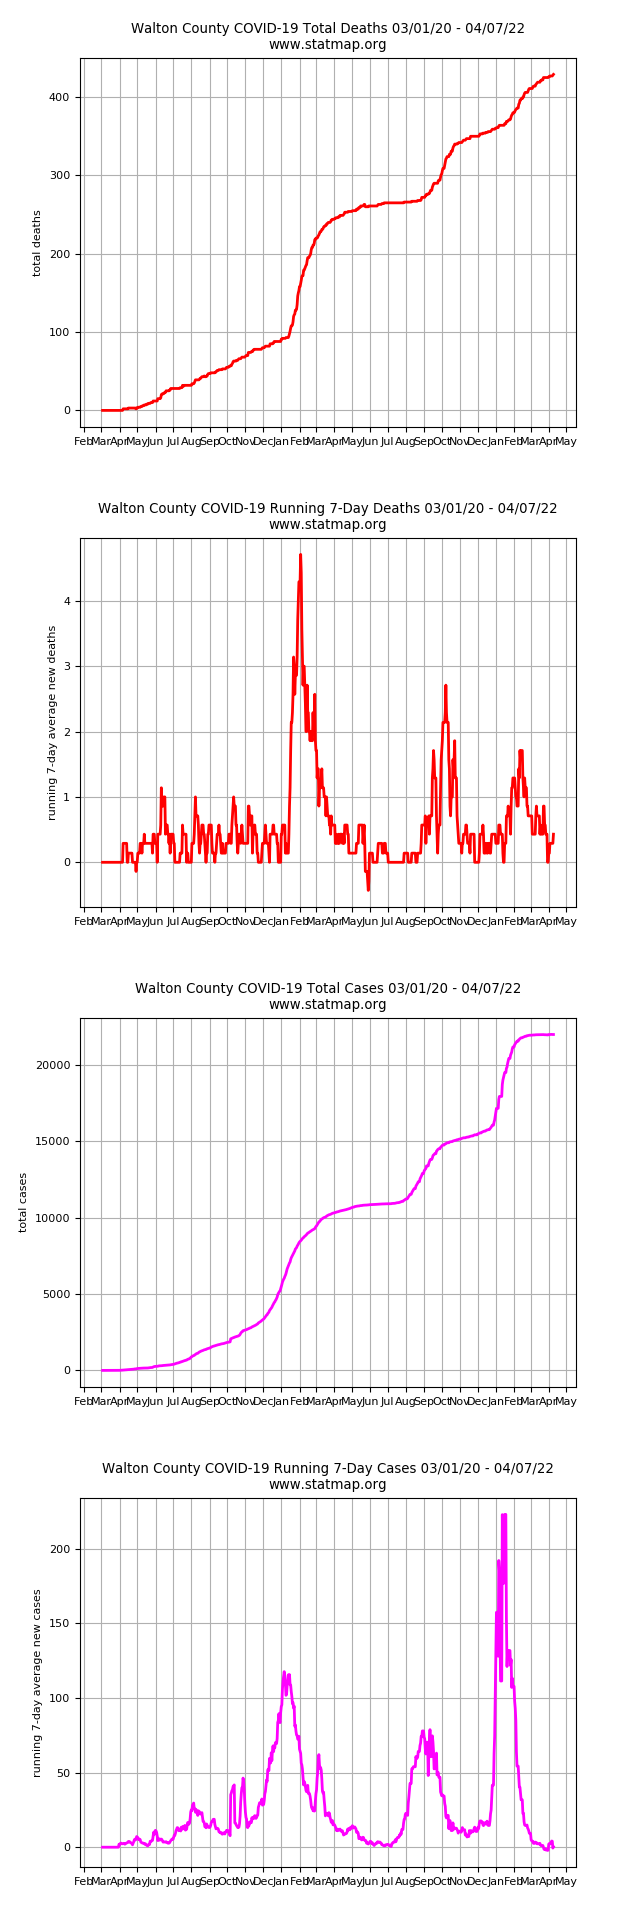 Walton County COVID-19 Total Deaths 03/01/20 - 04/07/22
www.statmap.org
400
300
200
100
0
total deaths
Feb Mar Apr May Jun Jul Aug Sep Oct Nov Dec Jan Feb Mar Apr May Jun Jul Aug Sep Oct Nov Dec Jan Feb Mar Apr May
Walton County COVID-19 Running 7-Day Deaths 03/01/20 - 04/07/22
www.statmap.org
4
3
2
1
0
running 7-day average new deaths
Feb Mar Apr May Jun Jul Aug Sep Oct Nov Dec Jan Feb Mar Apr May Jun Jul Aug Sep Oct Nov Dec Jan Feb Mar Apr May
Walton County COVID-19 Total Cases 03/01/20 - 04/07/22
www.statmap.org
20000
15000
10000
5000
0
total cases
Feb Mar Apr May Jun Jul Aug Sep Oct Nov Dec Jan Feb Mar Apr May Jun Jul Aug Sep Oct Nov Dec Jan Feb Mar Apr May
Walton County COVID-19 Running 7-Day Cases 03/01/20 - 04/07/22
www.statmap.org
200
150
100
50
0
running 7-day average new cases
Feb Mar Apr May Jun Jul Aug Sep Oct Nov Dec Jan Feb Mar Apr May Jun Jul Aug Sep Oct Nov Dec Jan Feb Mar Apr May